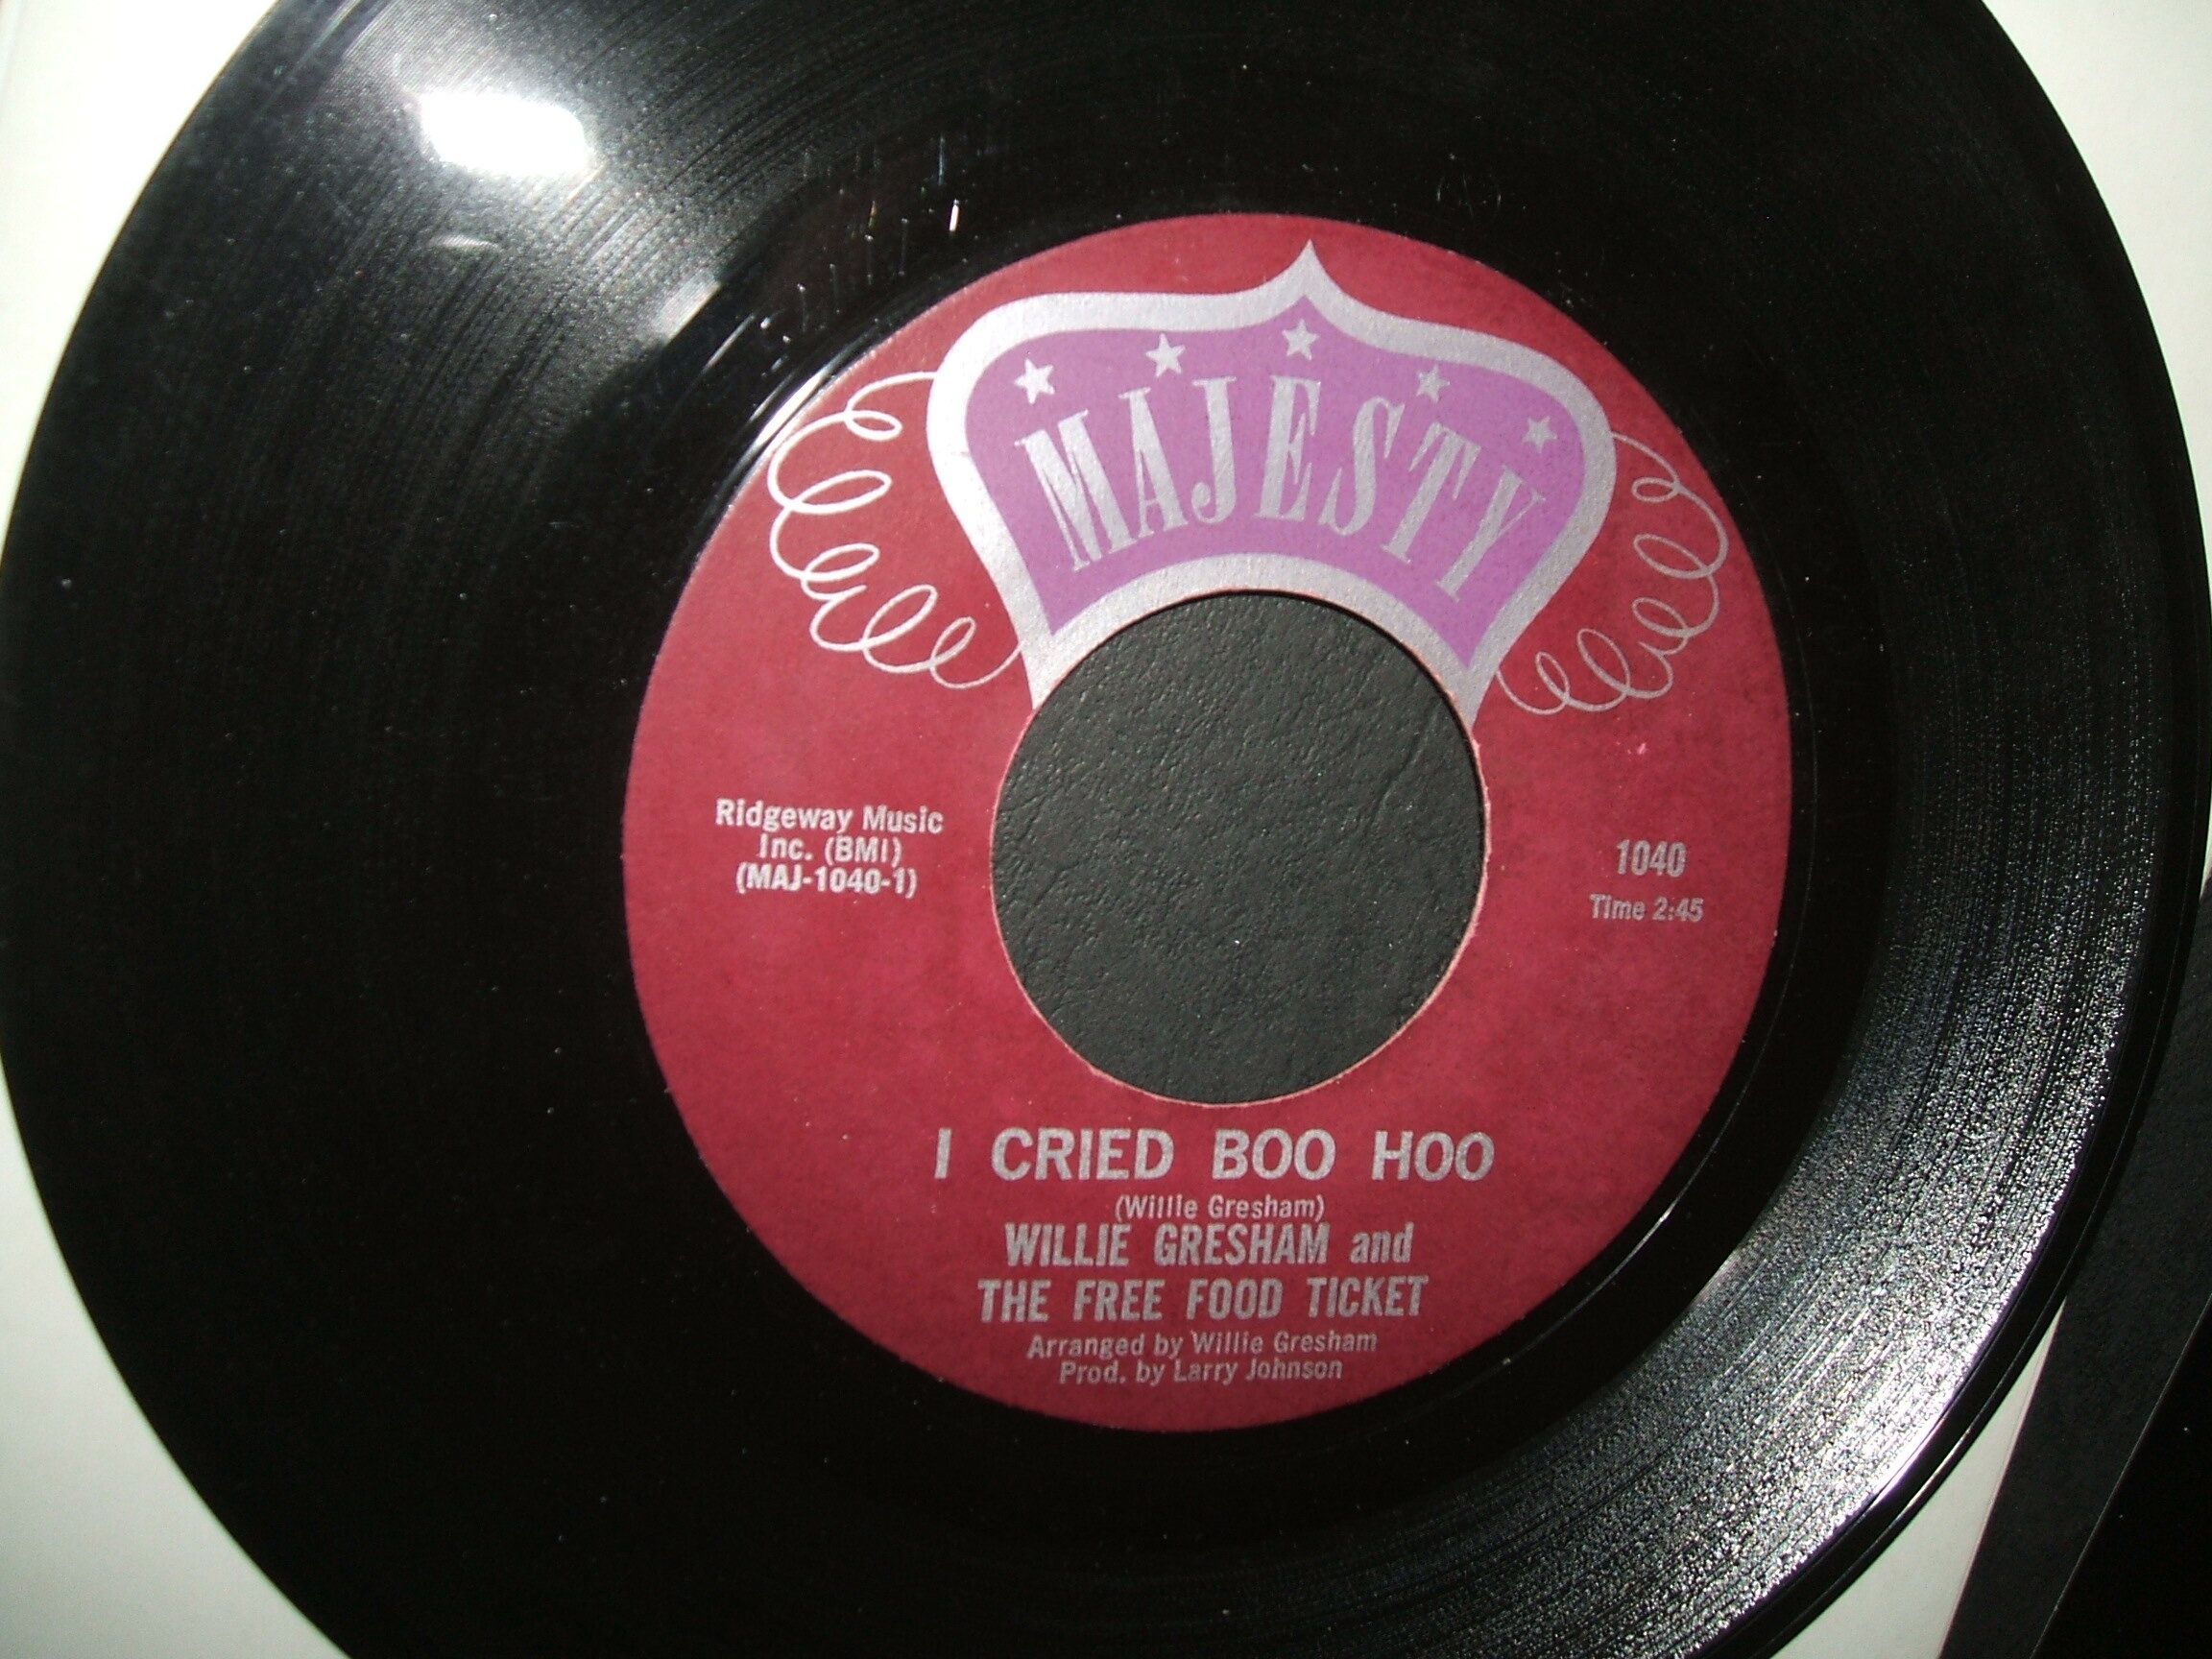 MAJESTY
Ridgeway Music
Inc. (BMI)
(MAJ-1040-1)
1040
Time 2:45
I CRIED BOO HOO
(Willie Gresham)
WILLIE GRESHAM and
THE FREE FOOD TICKET
Arranged by Willie Gresham
Prod. by Larry Johnson